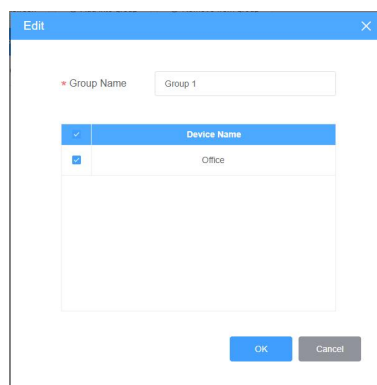 Edit
* Group Name
Group 1
Device Name
Office
OK
Cancel